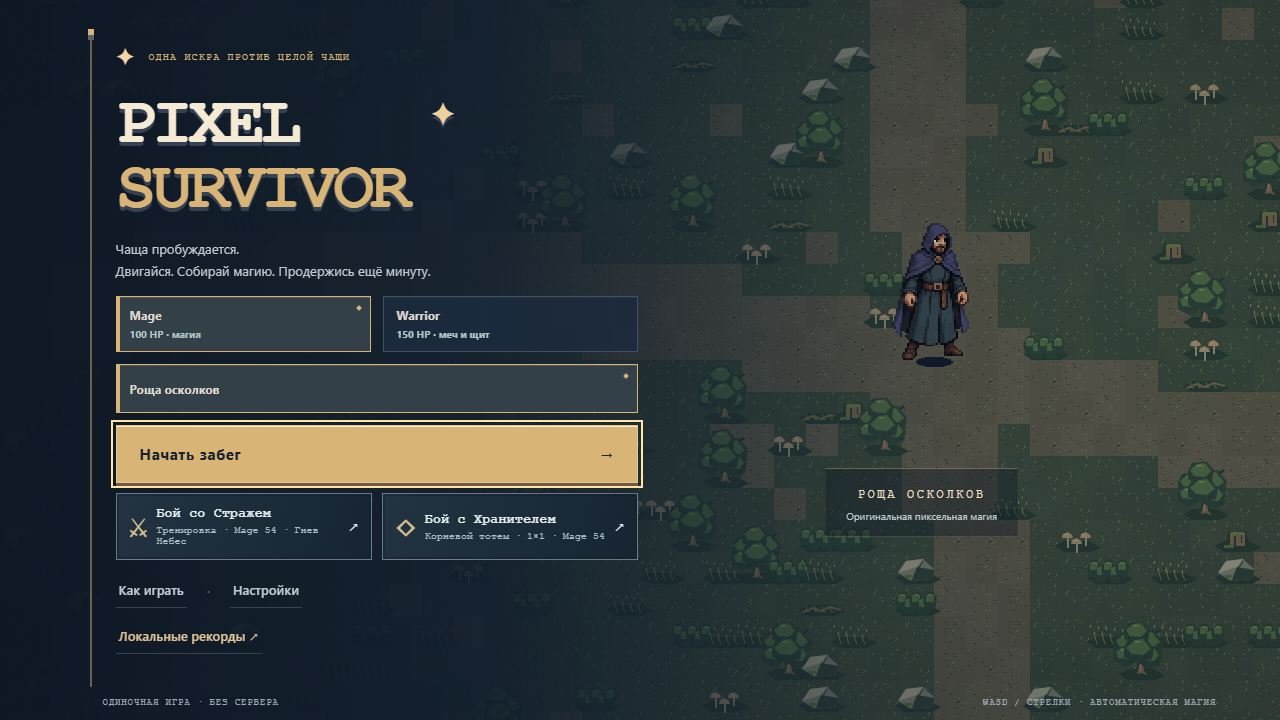 ОДНА ИСКРА ПРОТИВ ЦЕЛОЙ ЧАЩИ
PIXEL
SURVIVOR
Чаща пробуждается.
Двигайся. Собирай магию. Продержись ещё минуту.
Mage
100 HP · магия
Warrior
150 HP · меч и щит
Роща осколков
Начать забег →
Бой со Стражем ↗
Тренировка · Mage 54 · Гнев
Небес
Бой с Хранителем ↗
Корневой тотем · 1×1 · Mage 54
РОЩА ОСКОЛКОВ
Оригинальная пиксельная магия
Как играть · Настройки
Локальные рекорды ↗
ОДИНОЧНАЯ ИГРА · БЕЗ СЕРВЕРА
WASD / СТРЕЛКИ · АВТОМАТИЧЕСКАЯ МАГИЯ